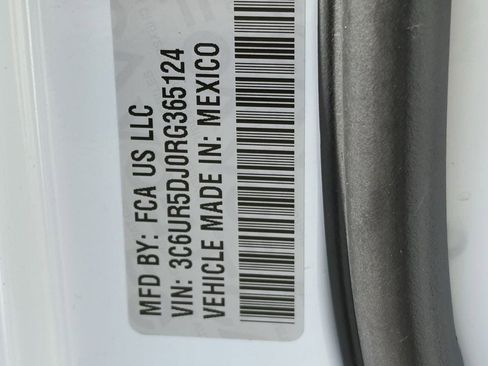 MFD BY: FCA US LLC
VIN: 3C6UR5DJ0RG365124
VEHICLE MADE IN: MEXICO